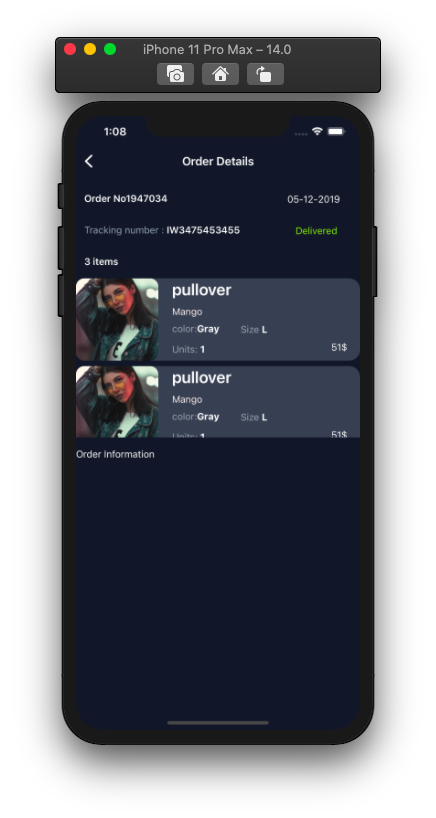 iPhone 11 Pro Max – 14.0
1:08
Order Details
Order No1947034 05-12-2019
Tracking number : IW3475453455 Delivered
3 items
pullover
Mango
color:Gray Size L
Units: 1 51$
pullover
Mango
color:Gray Size L
Units: 1 51$
Order Information